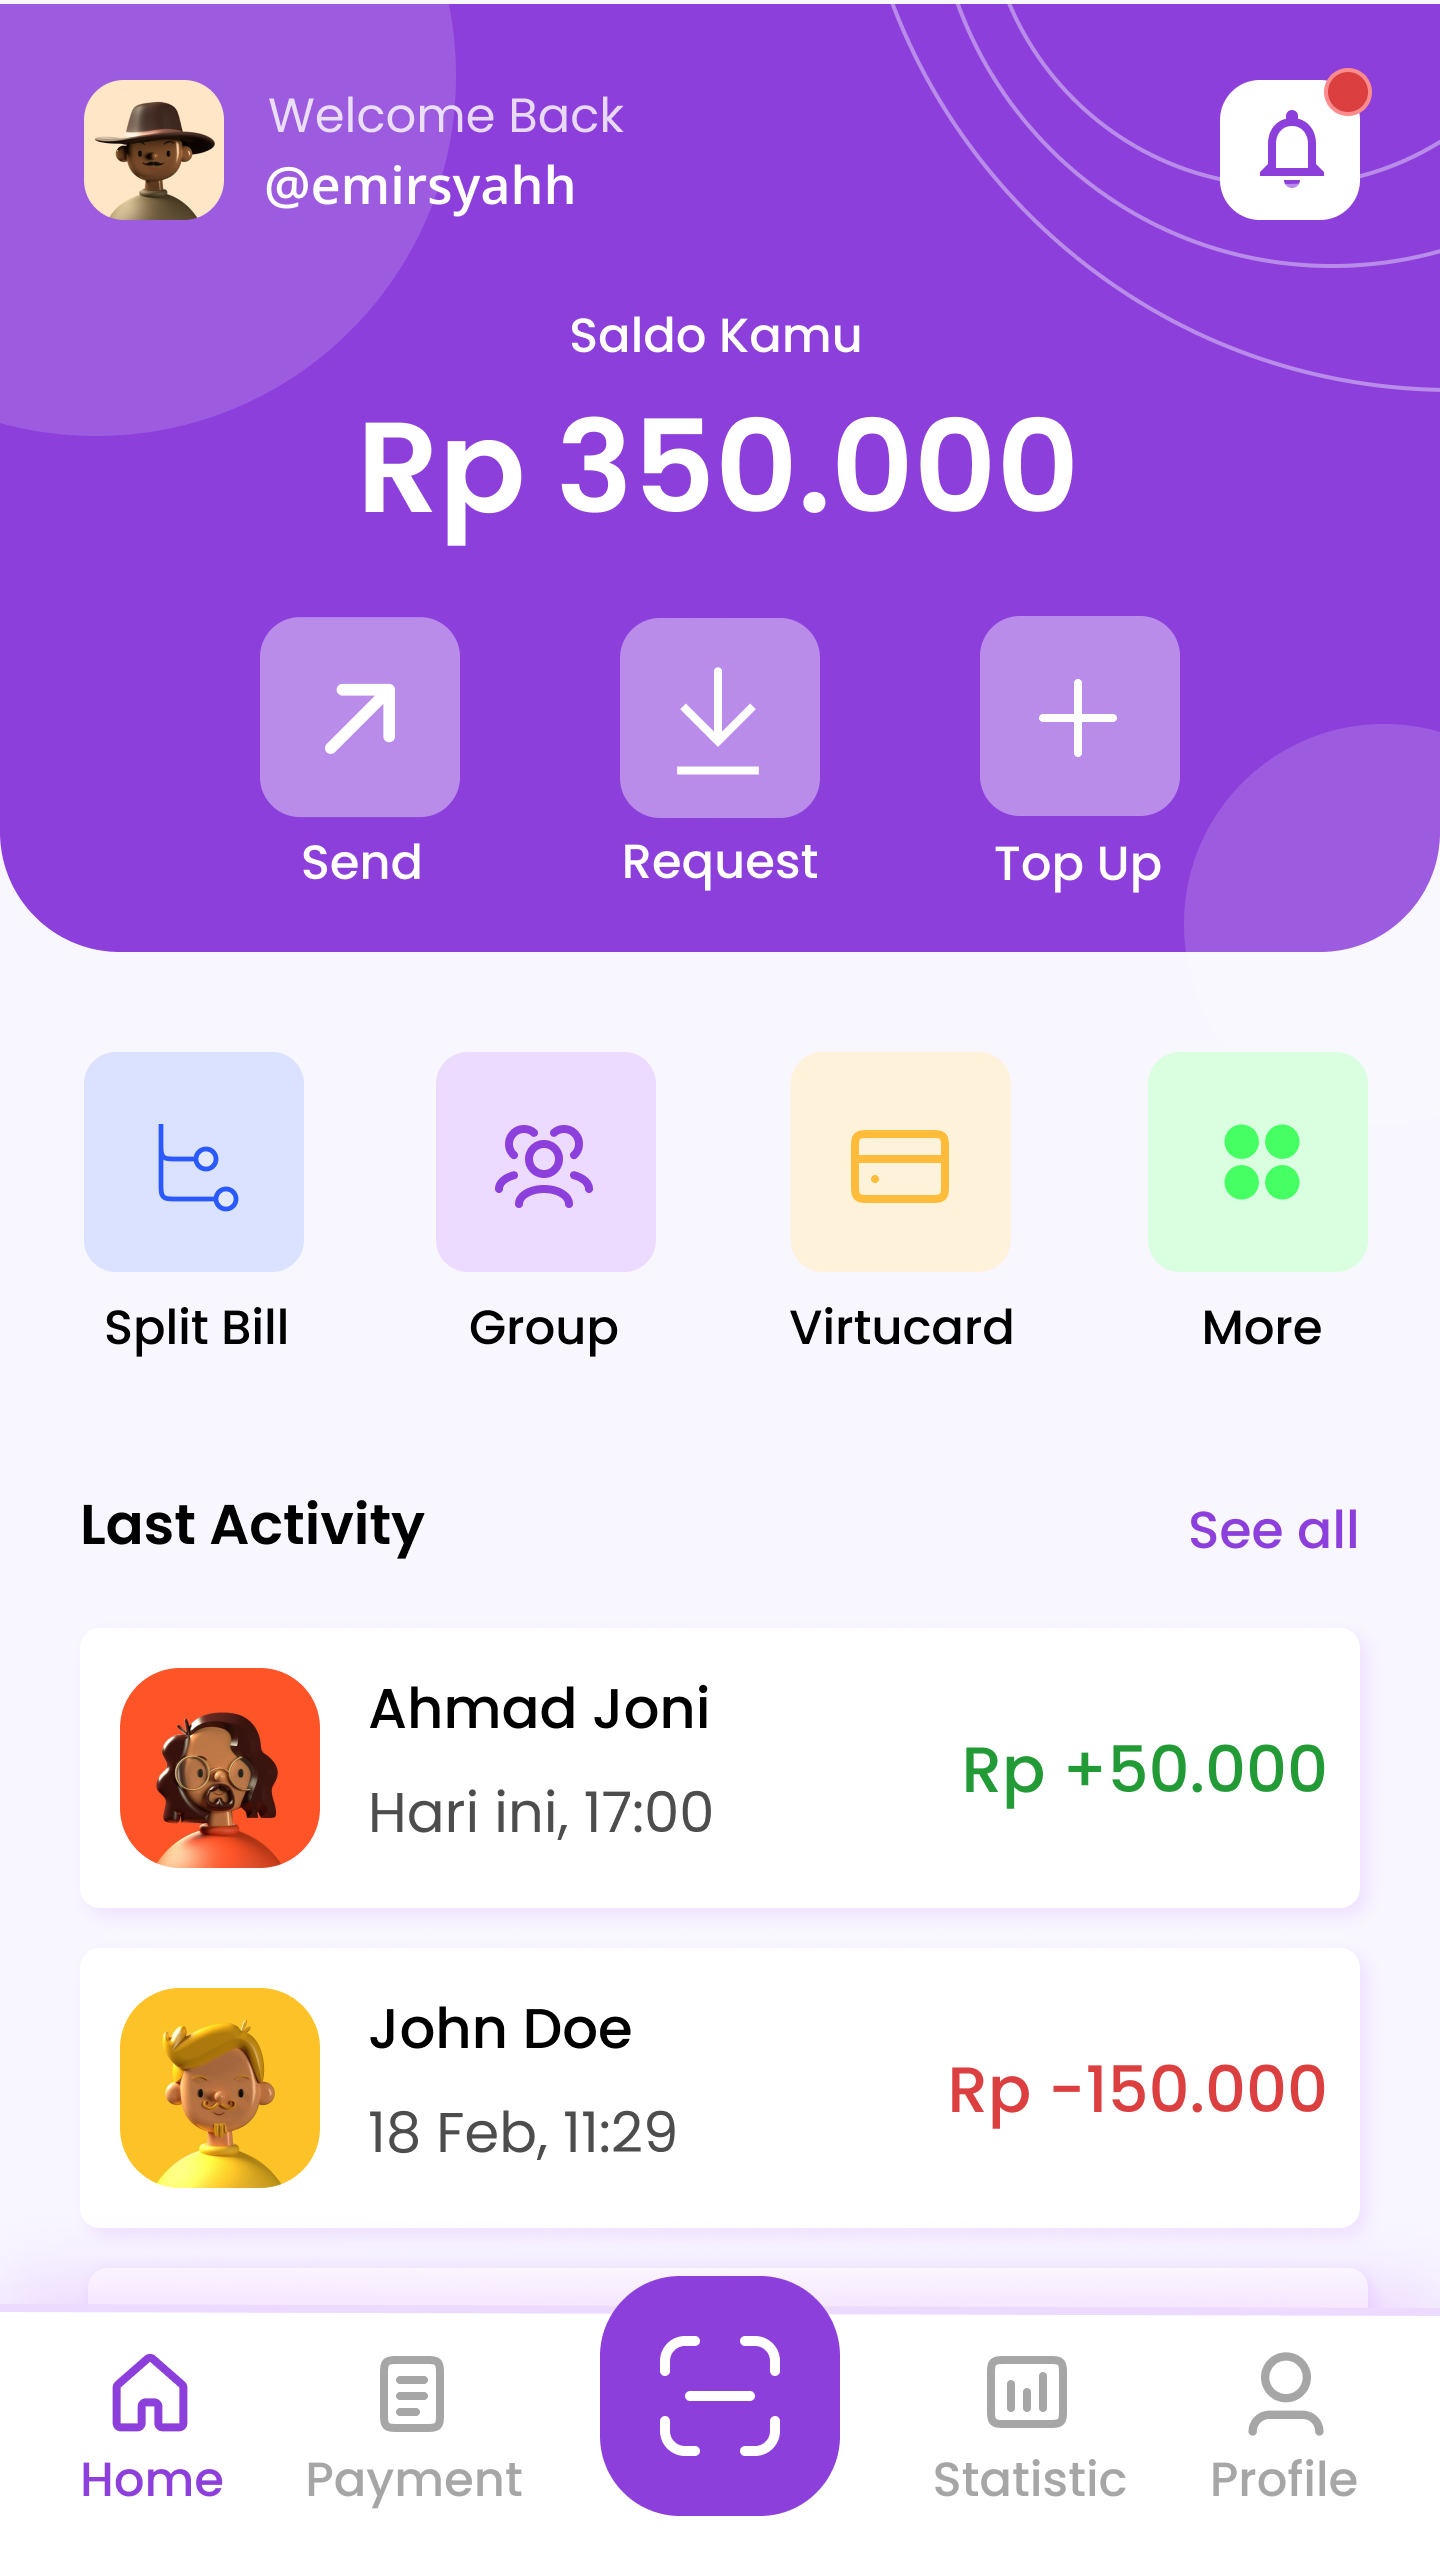 Welcome Back
@emirsyahh
Saldo Kamu
Rp 350.000
Send
Request
Top Up
Split Bill
Group
Virtucard
More
Last Activity
See all
Ahmad Joni
Hari ini, 17:00
Rp +50.000
John Doe
18 Feb, 11:29
Rp -150.000
Home
Payment
Statistic
Profile